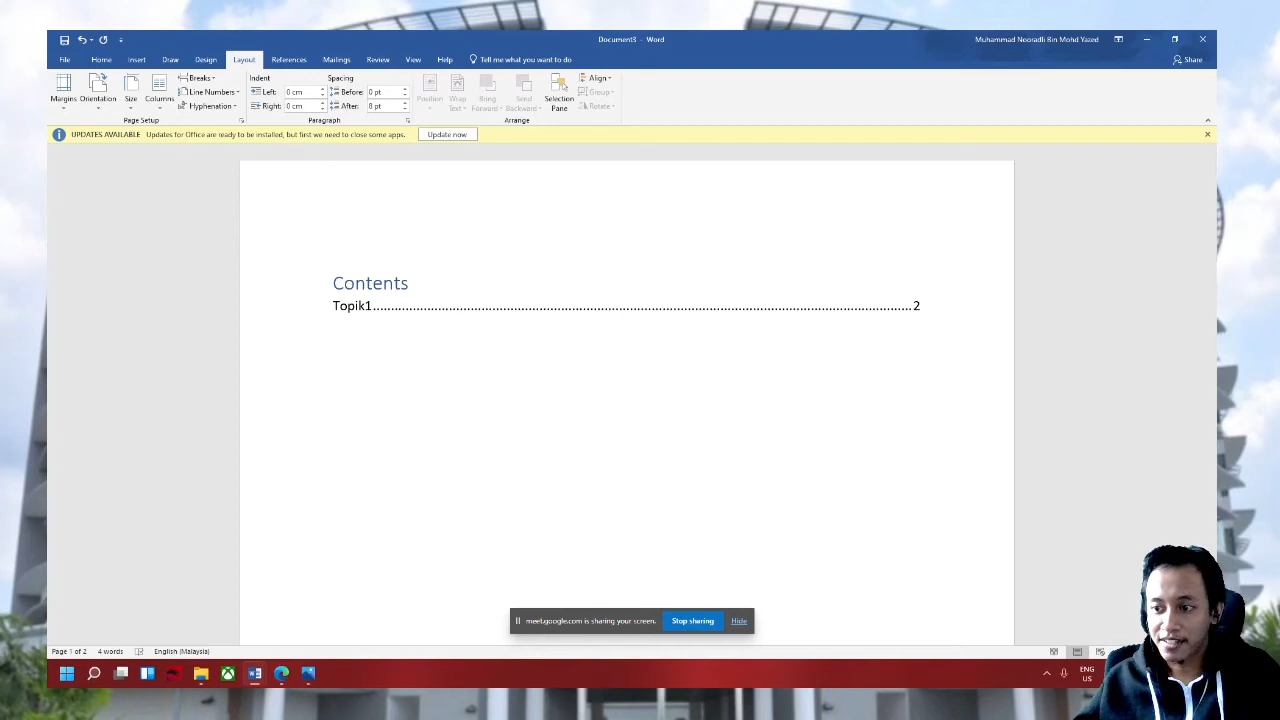 Document3 - Word
Muhammad Nooradli Bin Mohd Yazed
File Home Insert Draw Design Layout References Mailings Review View Help Tell me what you want to do
Share
Margins Orientation Size Columns
Breaks
Line Numbers
Hyphenation
Page Setup
Indent Spacing
Left: 0 cm Before: 0 pt
Right: 0 cm After: 8 pt
Paragraph
Position Wrap Text Bring Forward Send Backward Selection Pane
Align
Group
Rotate
Arrange
UPDATES AVAILABLE Updates for Office are ready to be installed, but first we need to close some apps. Update now
Contents
Topik1..........................................................................................................................2
meet.google.com is sharing your screen. Stop sharing Hide
Page 1 of 2 4 words English (Malaysia)
ENG
US